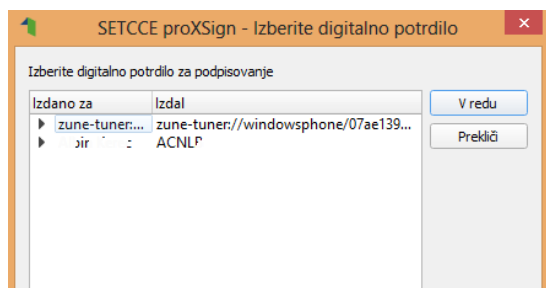 SETCCE proXSign - Izberite digitalno potrdilo
Izberite digitalno potrdilo za podpisovanje
Izdano za Izdal
V redu
zune-tuner:... zune-tuner://windowsphone/07ae139...
Prekliči